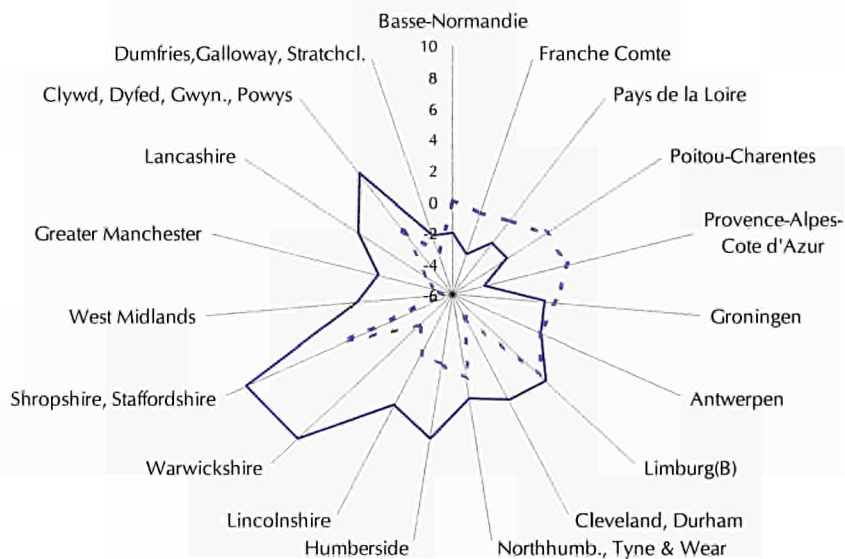 Basse-Normandie
Dumfries,Galloway, Stratchcl.
Franche Comte
Clywd, Dyfed, Gwyn., Powys
Pays de la Loire
Lancashire
Poitou-Charentes
Greater Manchester
Provence-Alpes-
Cote d'Azur
West Midlands
Groningen
Shropshire, Staffordshire
Antwerpen
Warwickshire
Limburg(B)
Lincolnshire
Cleveland, Durham
Humberside
Northhumb., Tyne & Wear
10
8
6
4
2
0
-2
-4
-6